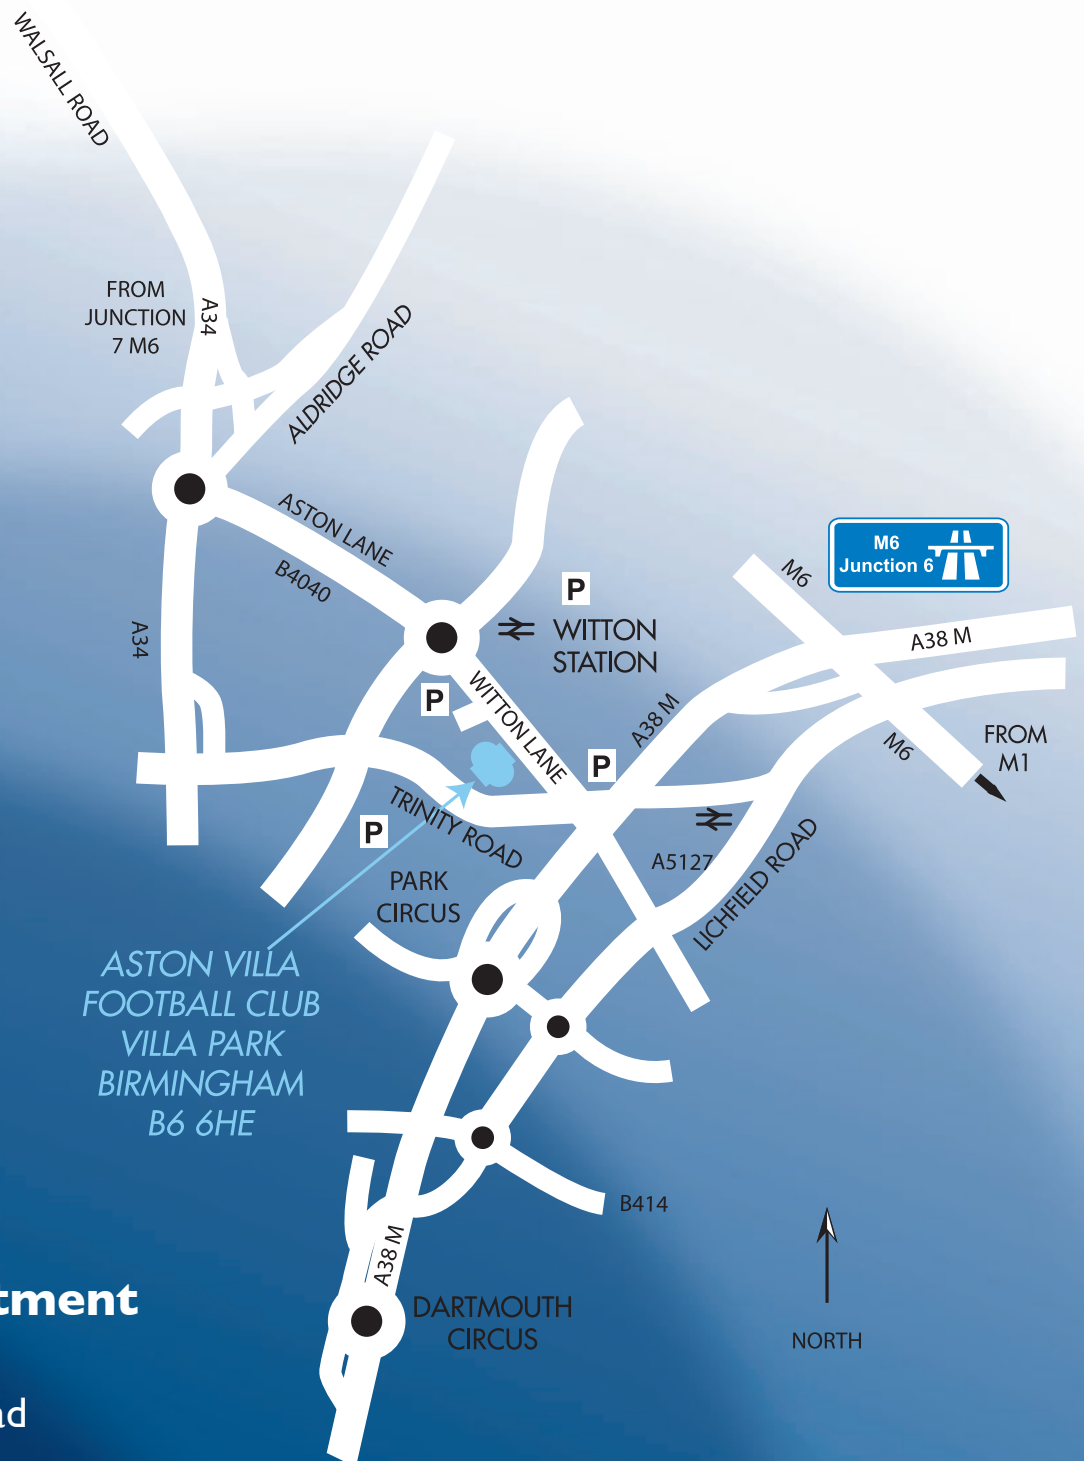 WALSALL ROAD
FROM
JUNCTION
7 M6
A34
ALDRIDGE ROAD
ASTON LANE
B4040
A34
P
WITTON
STATION
M6
Junction 6
M6
A38 M
P
WITTON LANE
A38 M
M6
FROM
M1
P
TRINITY ROAD
P
A5127
LICHFIELD ROAD
PARK
CIRCUS
ASTON VILLA
FOOTBALL CLUB
VILLA PARK
BIRMINGHAM
B6 6HE
B414
A38 M
DARTMOUTH
CIRCUS
NORTH
tment
ad